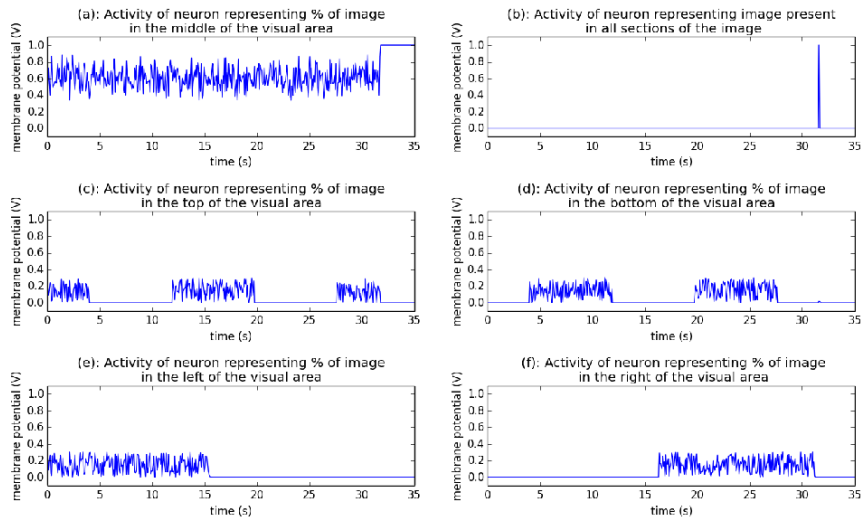 (a): Activity of neuron representing % of image
in the middle of the visual area
membrane potential (V)
1.0
0.8
0.6
0.4
0.2
0.0
0 5 10 15 20 25 30 35
time (s)
(b): Activity of neuron representing image present
in all sections of the image
membrane potential (V)
1.0
0.8
0.6
0.4
0.2
0.0
0 5 10 15 20 25 30 35
time (s)
(c): Activity of neuron representing % of image
in the top of the visual area
membrane potential (V)
1.0
0.8
0.6
0.4
0.2
0.0
0 5 10 15 20 25 30 35
time (s)
(d): Activity of neuron representing % of image
in the bottom of the visual area
membrane potential (V)
1.0
0.8
0.6
0.4
0.2
0.0
0 5 10 15 20 25 30 35
time (s)
(e): Activity of neuron representing % of image
in the left of the visual area
membrane potential (V)
1.0
0.8
0.6
0.4
0.2
0.0
0 5 10 15 20 25 30 35
time (s)
(f): Activity of neuron representing % of image
in the right of the visual area
membrane potential (V)
1.0
0.8
0.6
0.4
0.2
0.0
0 5 10 15 20 25 30 35
time (s)